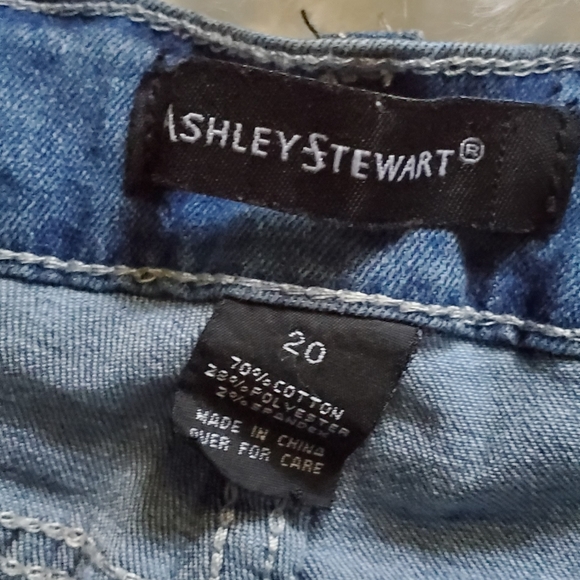 ASHLEY STEWART®
20
70% COTTON
28% POLYESTER
2% SPANDEX
MADE IN CHINA
OVER FOR CARE